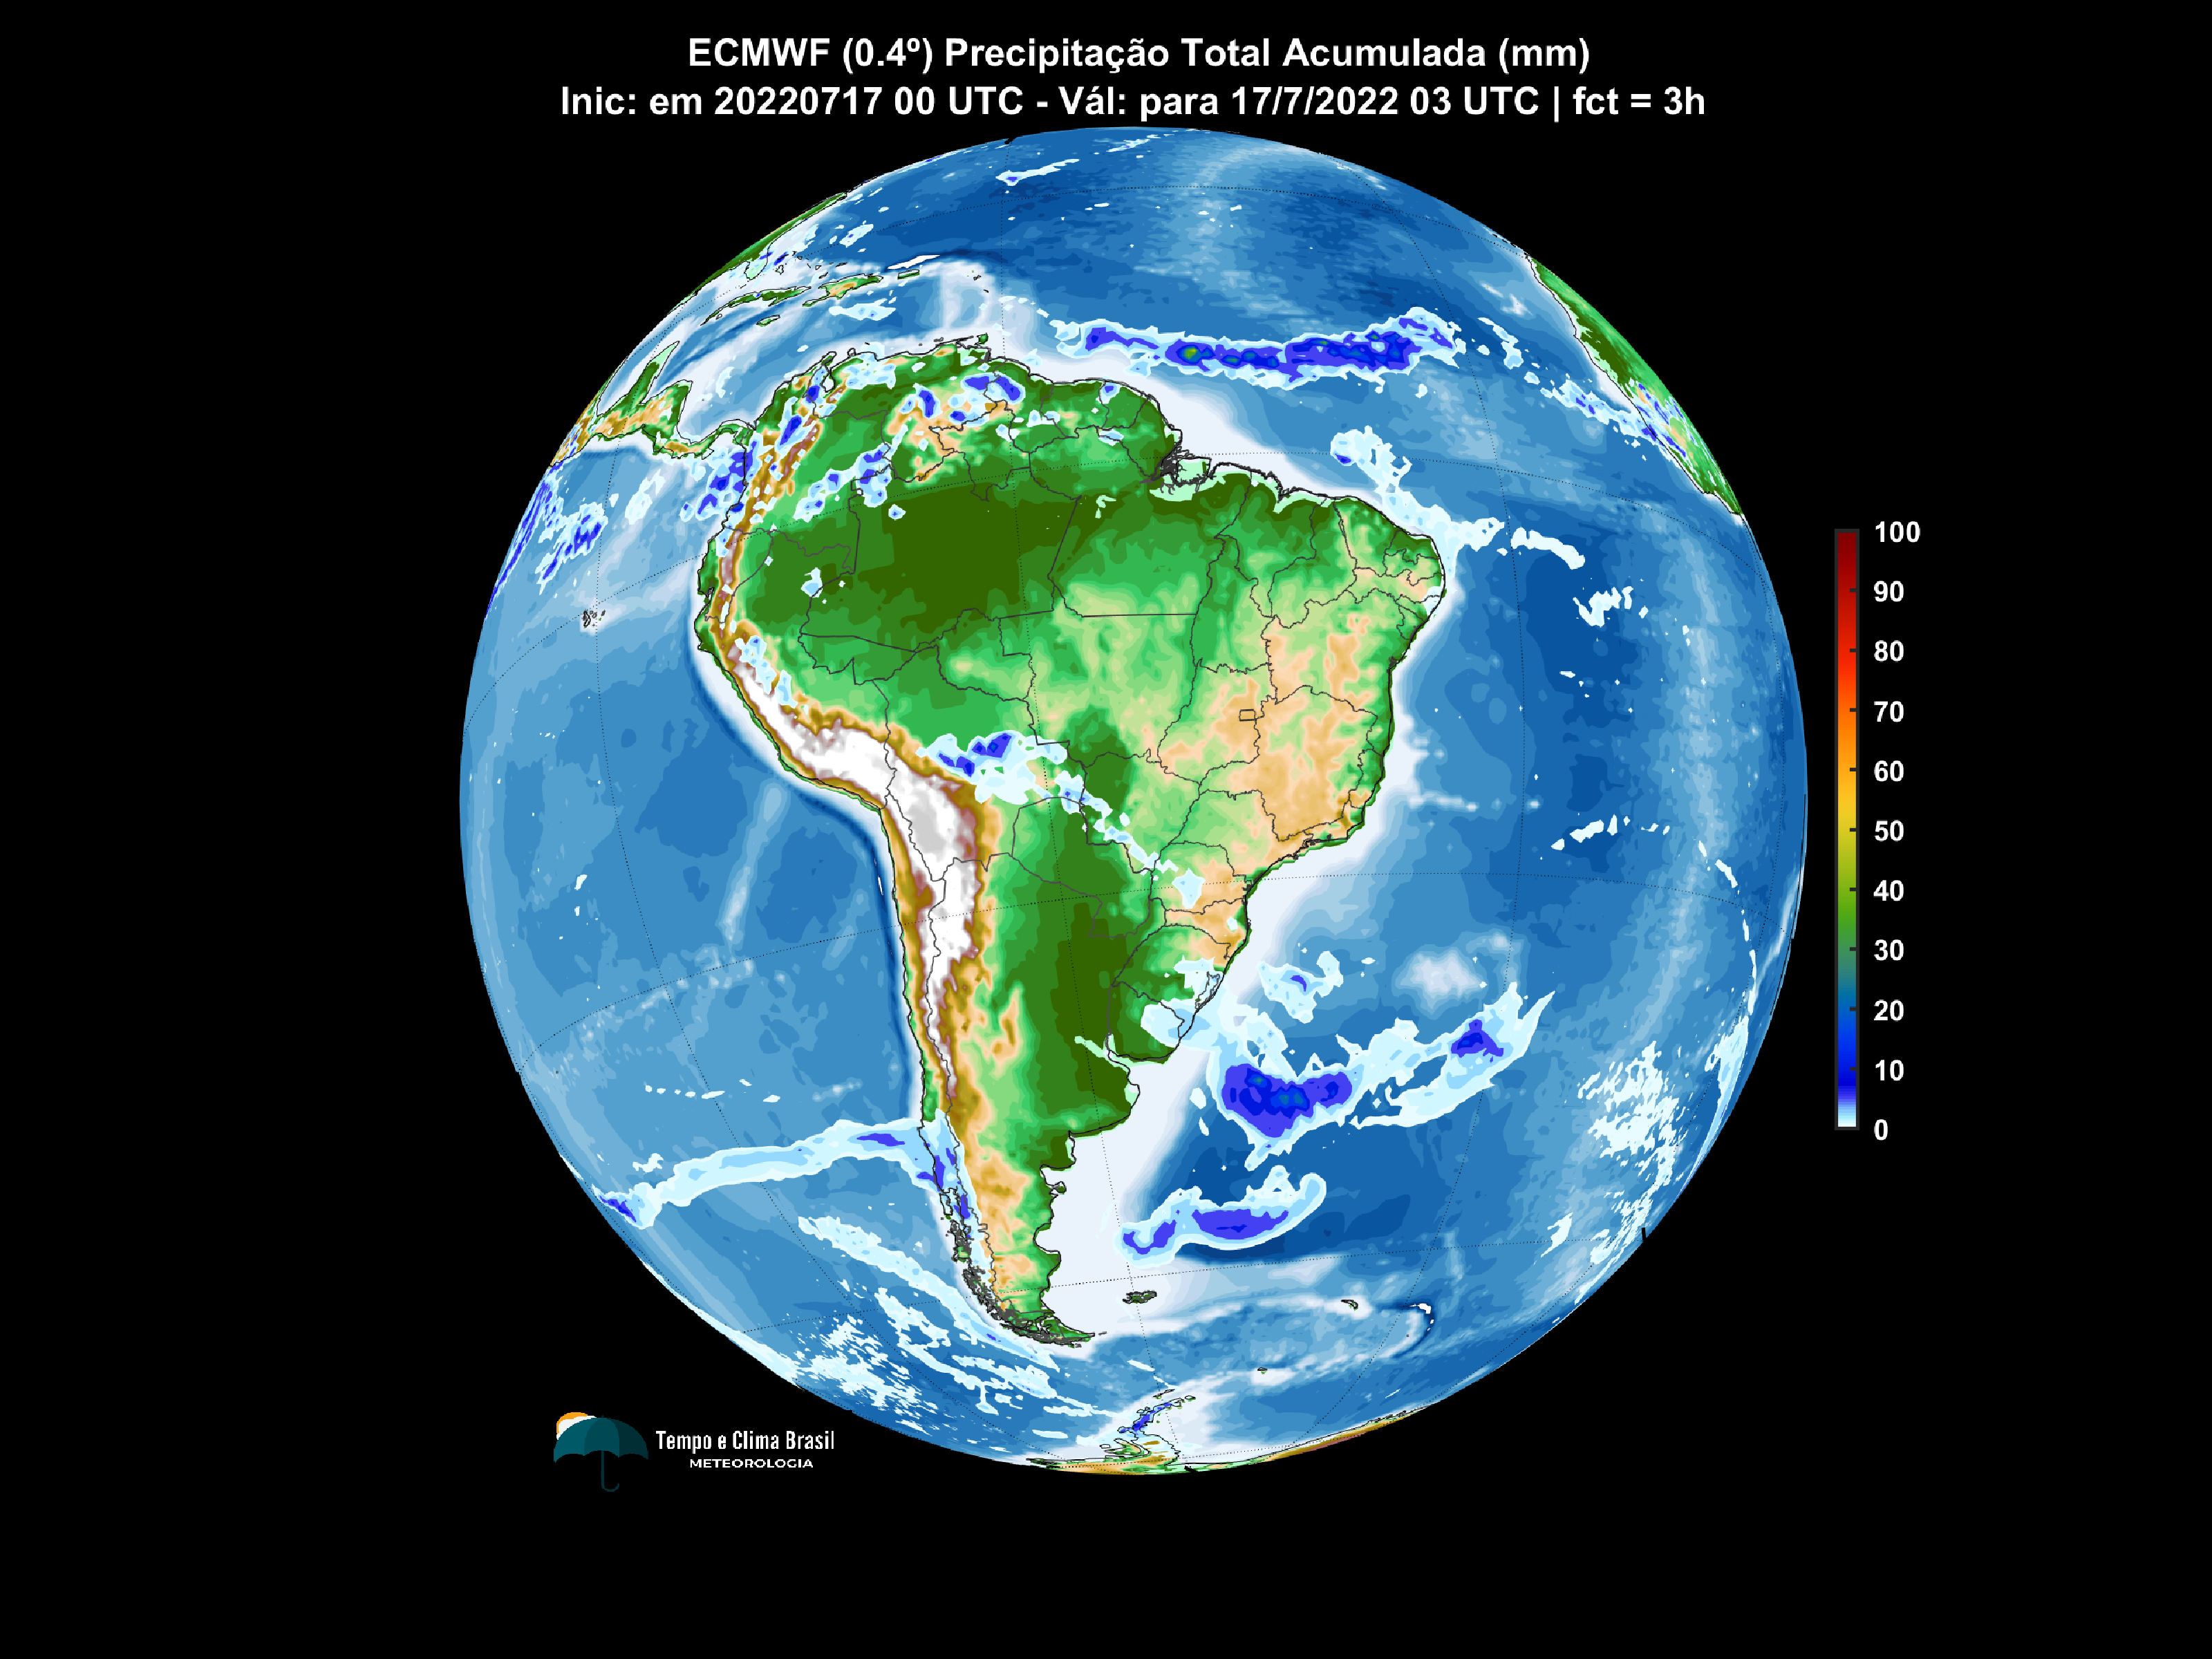 ECMWF (0.4º) Precipitação Total Acumulada (mm)
Inic: em 20220717 00 UTC - Vál: para 17/7/2022 03 UTC | fct = 3h
100
90
80
70
60
50
40
30
20
10
0
Tempo e Clima Brasil
METEOROLOGIA